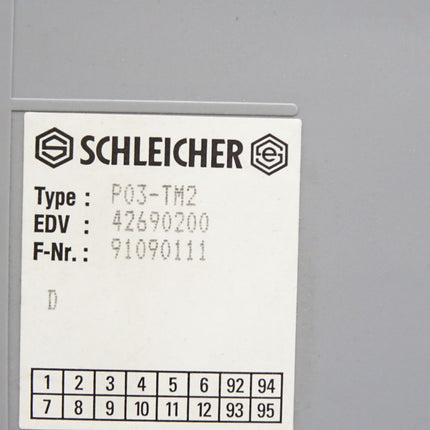 SCHLEICHER
Type : P03-TM2
EDV : 42690200
F-Nr. : 91090111
D
1 2 3 4 5 6 92 94
7 8 9 10 11 12 93 95